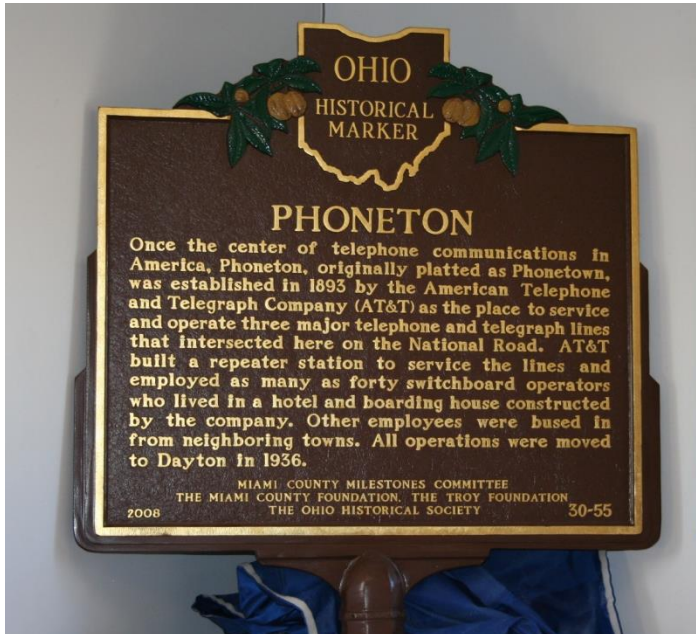 OHIO
HISTORICAL
MARKER
PHONETON
Once the center of telephone communications in
America, Phoneton, originally platted as Phonetown,
was established in 1893 by the American Telephone
and Telegraph Company (AT&T) as the place to service
and operate three major telephone and telegraph lines
that intersected here on the National Road. AT&T
built a repeater station to service the lines and
employed as many as forty switchboard operators
who lived in a hotel and boarding house constructed
by the company. Other employees were bused in
from neighboring towns. All operations were moved
to Dayton in 1936.
MIAMI COUNTY MILESTONES COMMITTEE
THE MIAMI COUNTY FOUNDATION, THE TROY FOUNDATION
2008 THE OHIO HISTORICAL SOCIETY 30-55